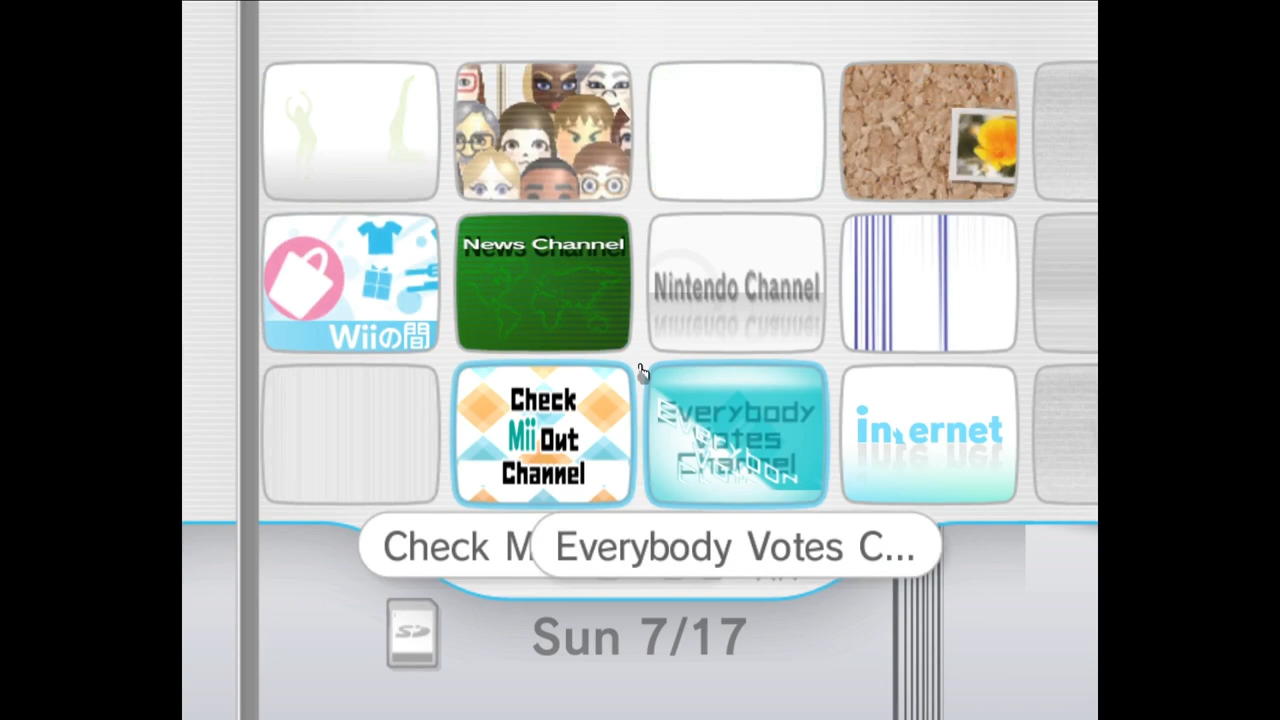 Wiiの間
News Channel
Nintendo Channel
Check
Mii Out
Channel
Everybody
Votes
Channel
internet
Check M
Everybody Votes C...
SD
Sun 7/17